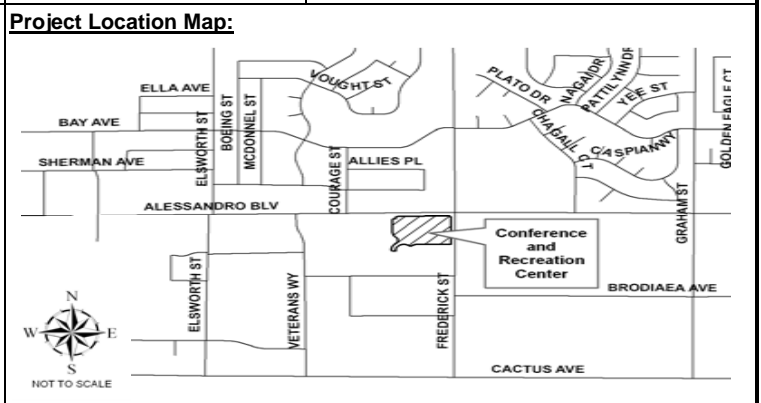 Project Location Map:
ELLA AVE
BAY AVE
SHERMAN AVE
ELSWORTH ST
BOEING ST
MCDONNEL ST
VOUGHT ST
COURAGE ST
ALLIES PL
PLATO DR
NAGAI DR
PATTILYNN DR
YEE ST
CHAGALL CT
CASPIAN WY
GOLDEN EAGLE CT
GRAHAM ST
ALESSANDRO BLV
Conference
and
Recreation
Center
ELSWORTH ST
VETERANS WY
FREDERICK ST
BRODIAEA AVE
CACTUS AVE
N
W
E
S
NOT TO SCALE